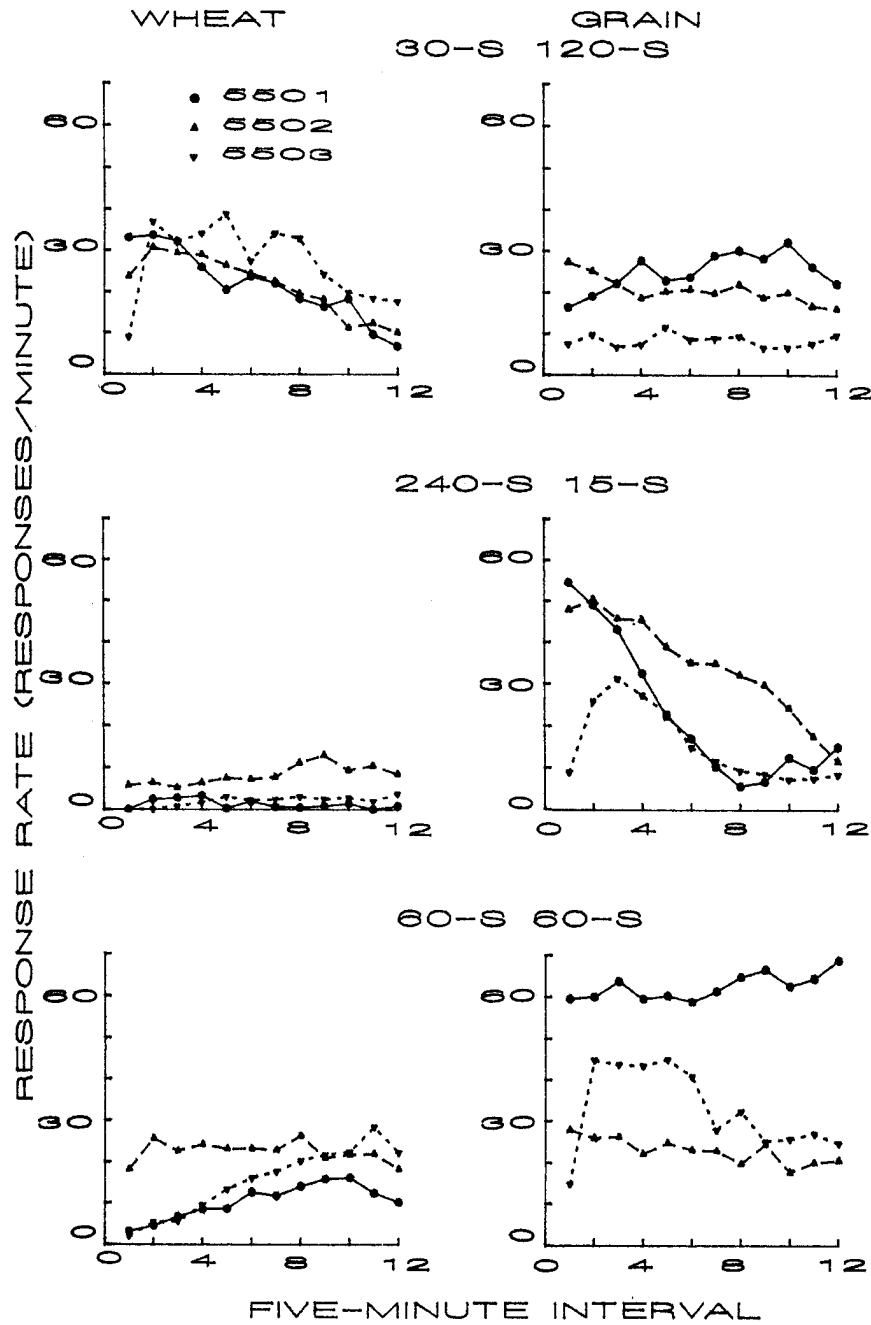 WHEAT GRAIN
30-S 120-S
5501
5502
5503
60
30
0
0 4 8 12
60
30
0
0 4 8 12
240-S 15-S
60
30
0
0 4 8 12
60
30
0
0 4 8 12
60-S 60-S
60
30
0
0 4 8 12
60
30
0
0 4 8 12
RESPONSE RATE (RESPONSES/MINUTE)
FIVE-MINUTE INTERVAL